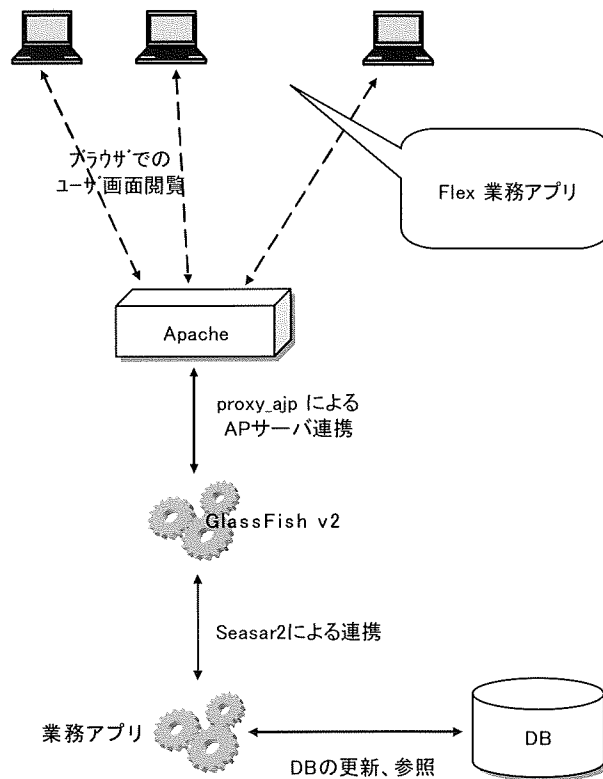 ﾌﾞﾗｳｻﾞでの
ﾕｰｻﾞ画面閲覧
Flex 業務アプリ
Apache
proxy_ajp による
APサーバ連携
GlassFish v2
Seasar2による連携
業務アプリ
DB
DBの更新、参照